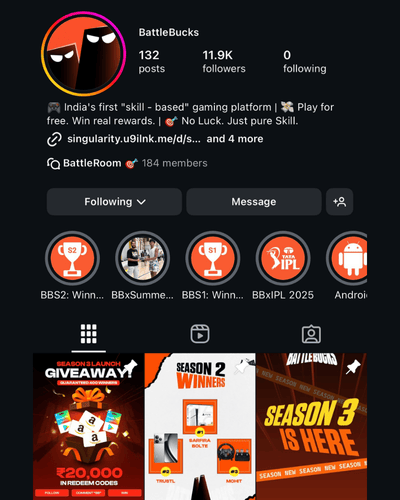 BattleBucks
132 11.9K 0
posts followers following
🎮 India's first "skill - based" gaming platform | 💸 Play for
free. Win real rewards. | 🎯 No Luck. Just pure Skill.
singularity.u9ilnk.me/d/s... and 4 more
BattleRoom 🎯 184 members
Following Message
S2 S1 TATA
IPL
BBS2: Winn... BBxSumme... BBS1: Winn... BBxIPL 2025 Androi
SEASON 3 LAUNCH
GIVEAWAY!
GUARANTEED 400 WINNERS
₹20,000
IN REDEEM CODES
FOLLOW
WIN
SEASON 2
WINNERS
#1
SARFIRA
BOLTE
#2
#3
TRUSTL
MOHIT
BATTLEBUCKS
SEASON 3
IS HERE
SEASON NEW SEASON NEW SEASON NEW